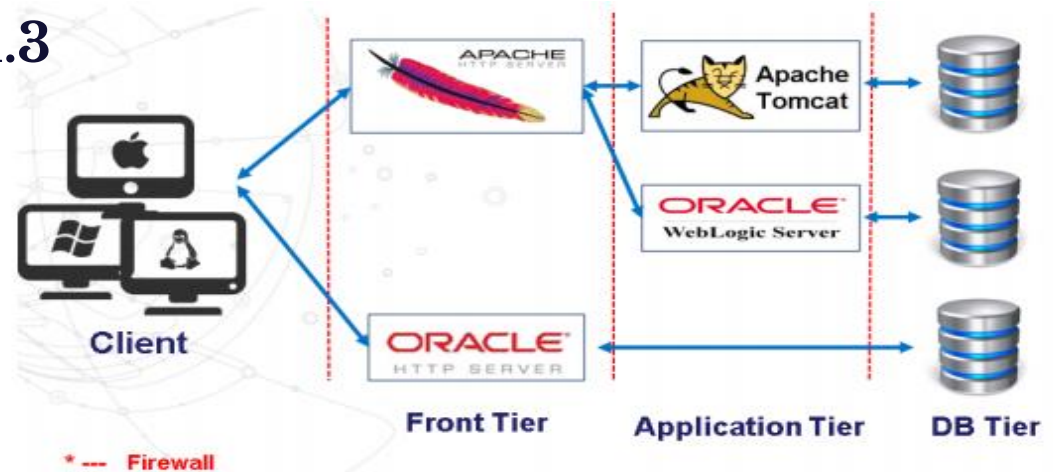 .3
APACHE
HTTP SERVER
Apache
Tomcat
ORACLE
WebLogic Server
Client
ORACLE
HTTP SERVER
Front Tier
Application Tier
DB Tier
* --- Firewall